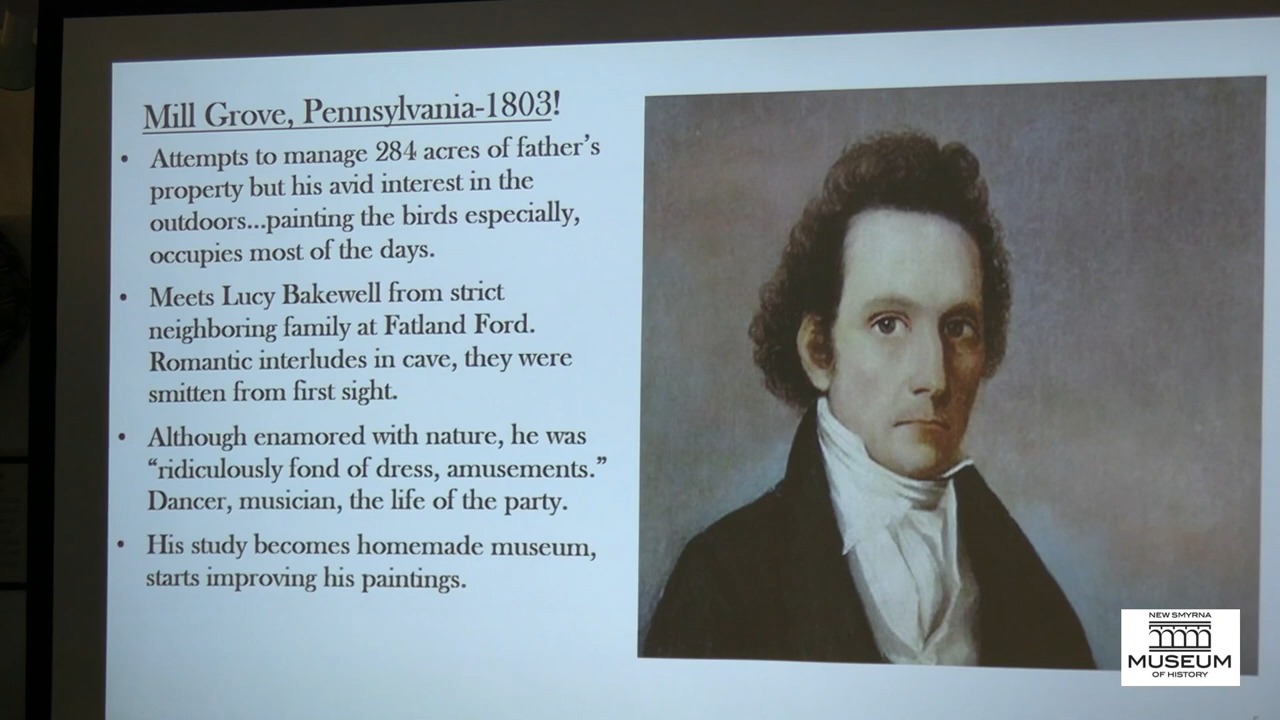 Mill Grove, Pennsylvania-1803!
• Attempts to manage 284 acres of father's
property but his avid interest in the
outdoors...painting the birds especially,
occupies most of the days.
• Meets Lucy Bakewell from strict
neighboring family at Fatland Ford.
Romantic interludes in cave, they were
smitten from first sight.
• Although enamored with nature, he was
“ridiculously fond of dress, amusements.”
Dancer, musician, the life of the party.
• His study becomes homemade museum,
starts improving his paintings.
NEW SMYRNA
MUSEUM
OF HISTORY